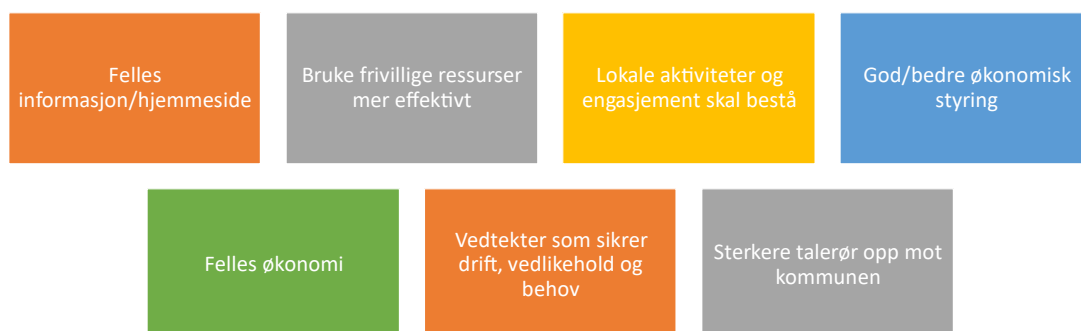 Felles
informasjon/hjemmeside
Bruke frivillige ressurser
mer effektivt
Lokale aktiviteter og
engasjement skal bestå
God/bedre økonomisk
styring
Felles økonomi
Vedtekter som sikrer
drift, vedlikehold og
behov
Sterkere talerør opp mot
kommunen